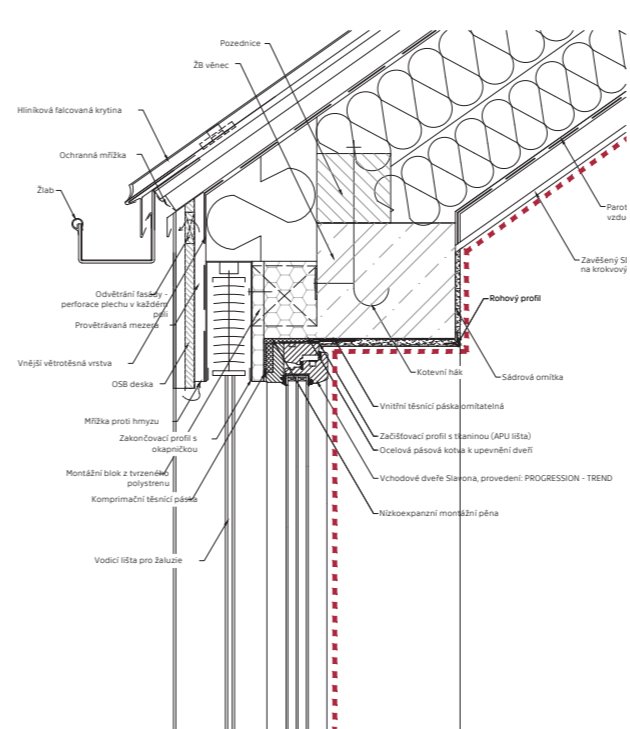 Pozednice
ŽB věnec
Hliníková falcovaná krytina
Ochranná mřížka
Žlab
Parot
vzdu
Zavěšený S
na krokvový
Odvětrání fasády -
perforace plechu v každém
poli
Rohový profil
Provětrávaná mezera
Vnější větrotěsná vrstva
Kotevní hák
Sádrová omítka
OSB deska
Vnitřní těsnící páska omítatelná
Mřížka proti hmyzu
Začišťovací profil s tkaninou (APU lišta)
Zakončovací profil s
okapničkou
Ocelová pásová kotva k upevnění dveří
Montážní blok z tvrzeného
polystrenu
Vchodové dveře Slavona, provedení: PROGRESSION - TREND
Komprimační těsnící páska
Nízkoexpanzní montážní pěna
Vodící lišta pro žaluzie